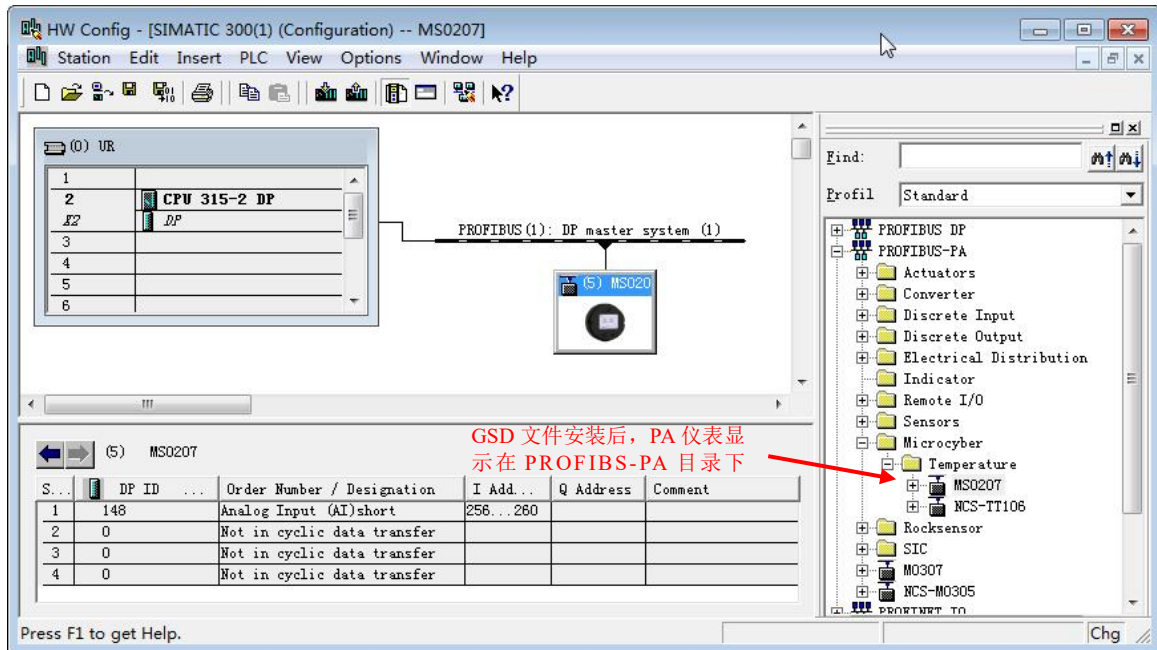 HW Config - [SIMATIC 300(1) (Configuration) -- MS0207]
Station Edit Insert PLC View Options Window Help
(0) UR
1
2 CPU 315-2 DP
X2 DP
3
4
5
6
PROFIBUS(1): DP master system (1)
(5) MS020
(5) MS0207
S... DP ID ... Order Number / Designation I Add... Q Address Comment
1 148 Analog Input (AI)short 256...260
2 0 Not in cyclic data transfer
3 0 Not in cyclic data transfer
4 0 Not in cyclic data transfer
GSD 文件安装后，PA 仪表显
示在 PROFIBS-PA 目录下
Find:
Profil Standard
PROFIBUS DP
PROFIBUS-PA
Actuators
Converter
Discrete Input
Discrete Output
Electrical Distribution
Indicator
Remote I/O
Sensors
Microcyber
Temperature
MS0207
NCS-TT106
Rocksensor
SIC
M0307
NCS-M0305
PROFINET IO
Press F1 to get Help.
Chg